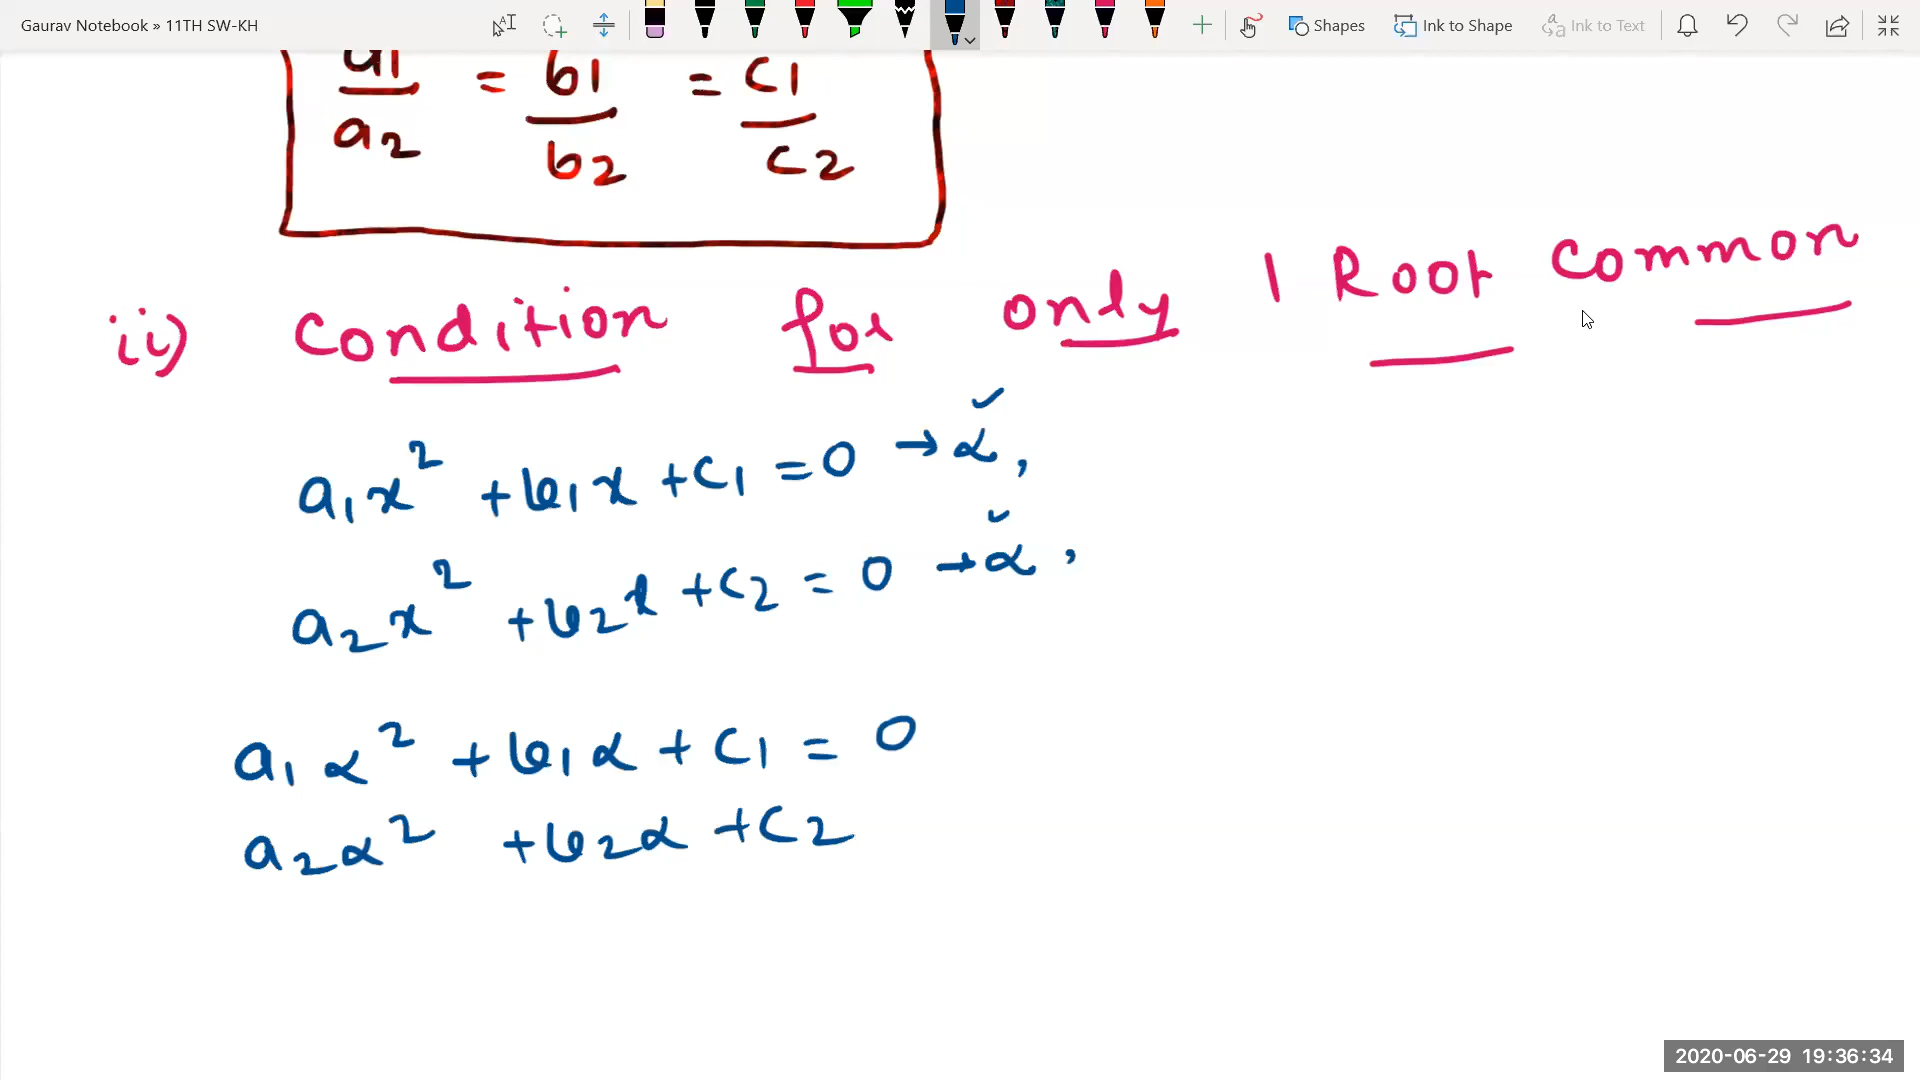 Gaurav Notebook » 11TH SW-KH Shapes Ink to Shape Ink to Text
a1/a2 = b1/b2 = c1/c2
ii) Condition for only 1 Root Common
a₁x² + b₁x + c₁ = 0 → α,
a₂x² + b₂x + c₂ = 0 → α,
a₁α² + b₁α + c₁ = 0
a₂α² + b₂α + c₂
2020-06-29 19:36:34